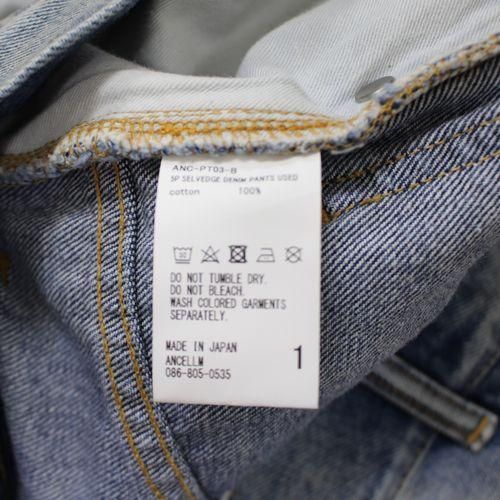 ANC-PT03-B
5P SELVEDGE DENIM PANTS USED
cotton 100%
30
DO NOT TUMBLE DRY.
DO NOT BLEACH.
WASH COLORED GARMENTS
SEPARATELY.
MADE IN JAPAN
ANCELLM 1
086-805-0535